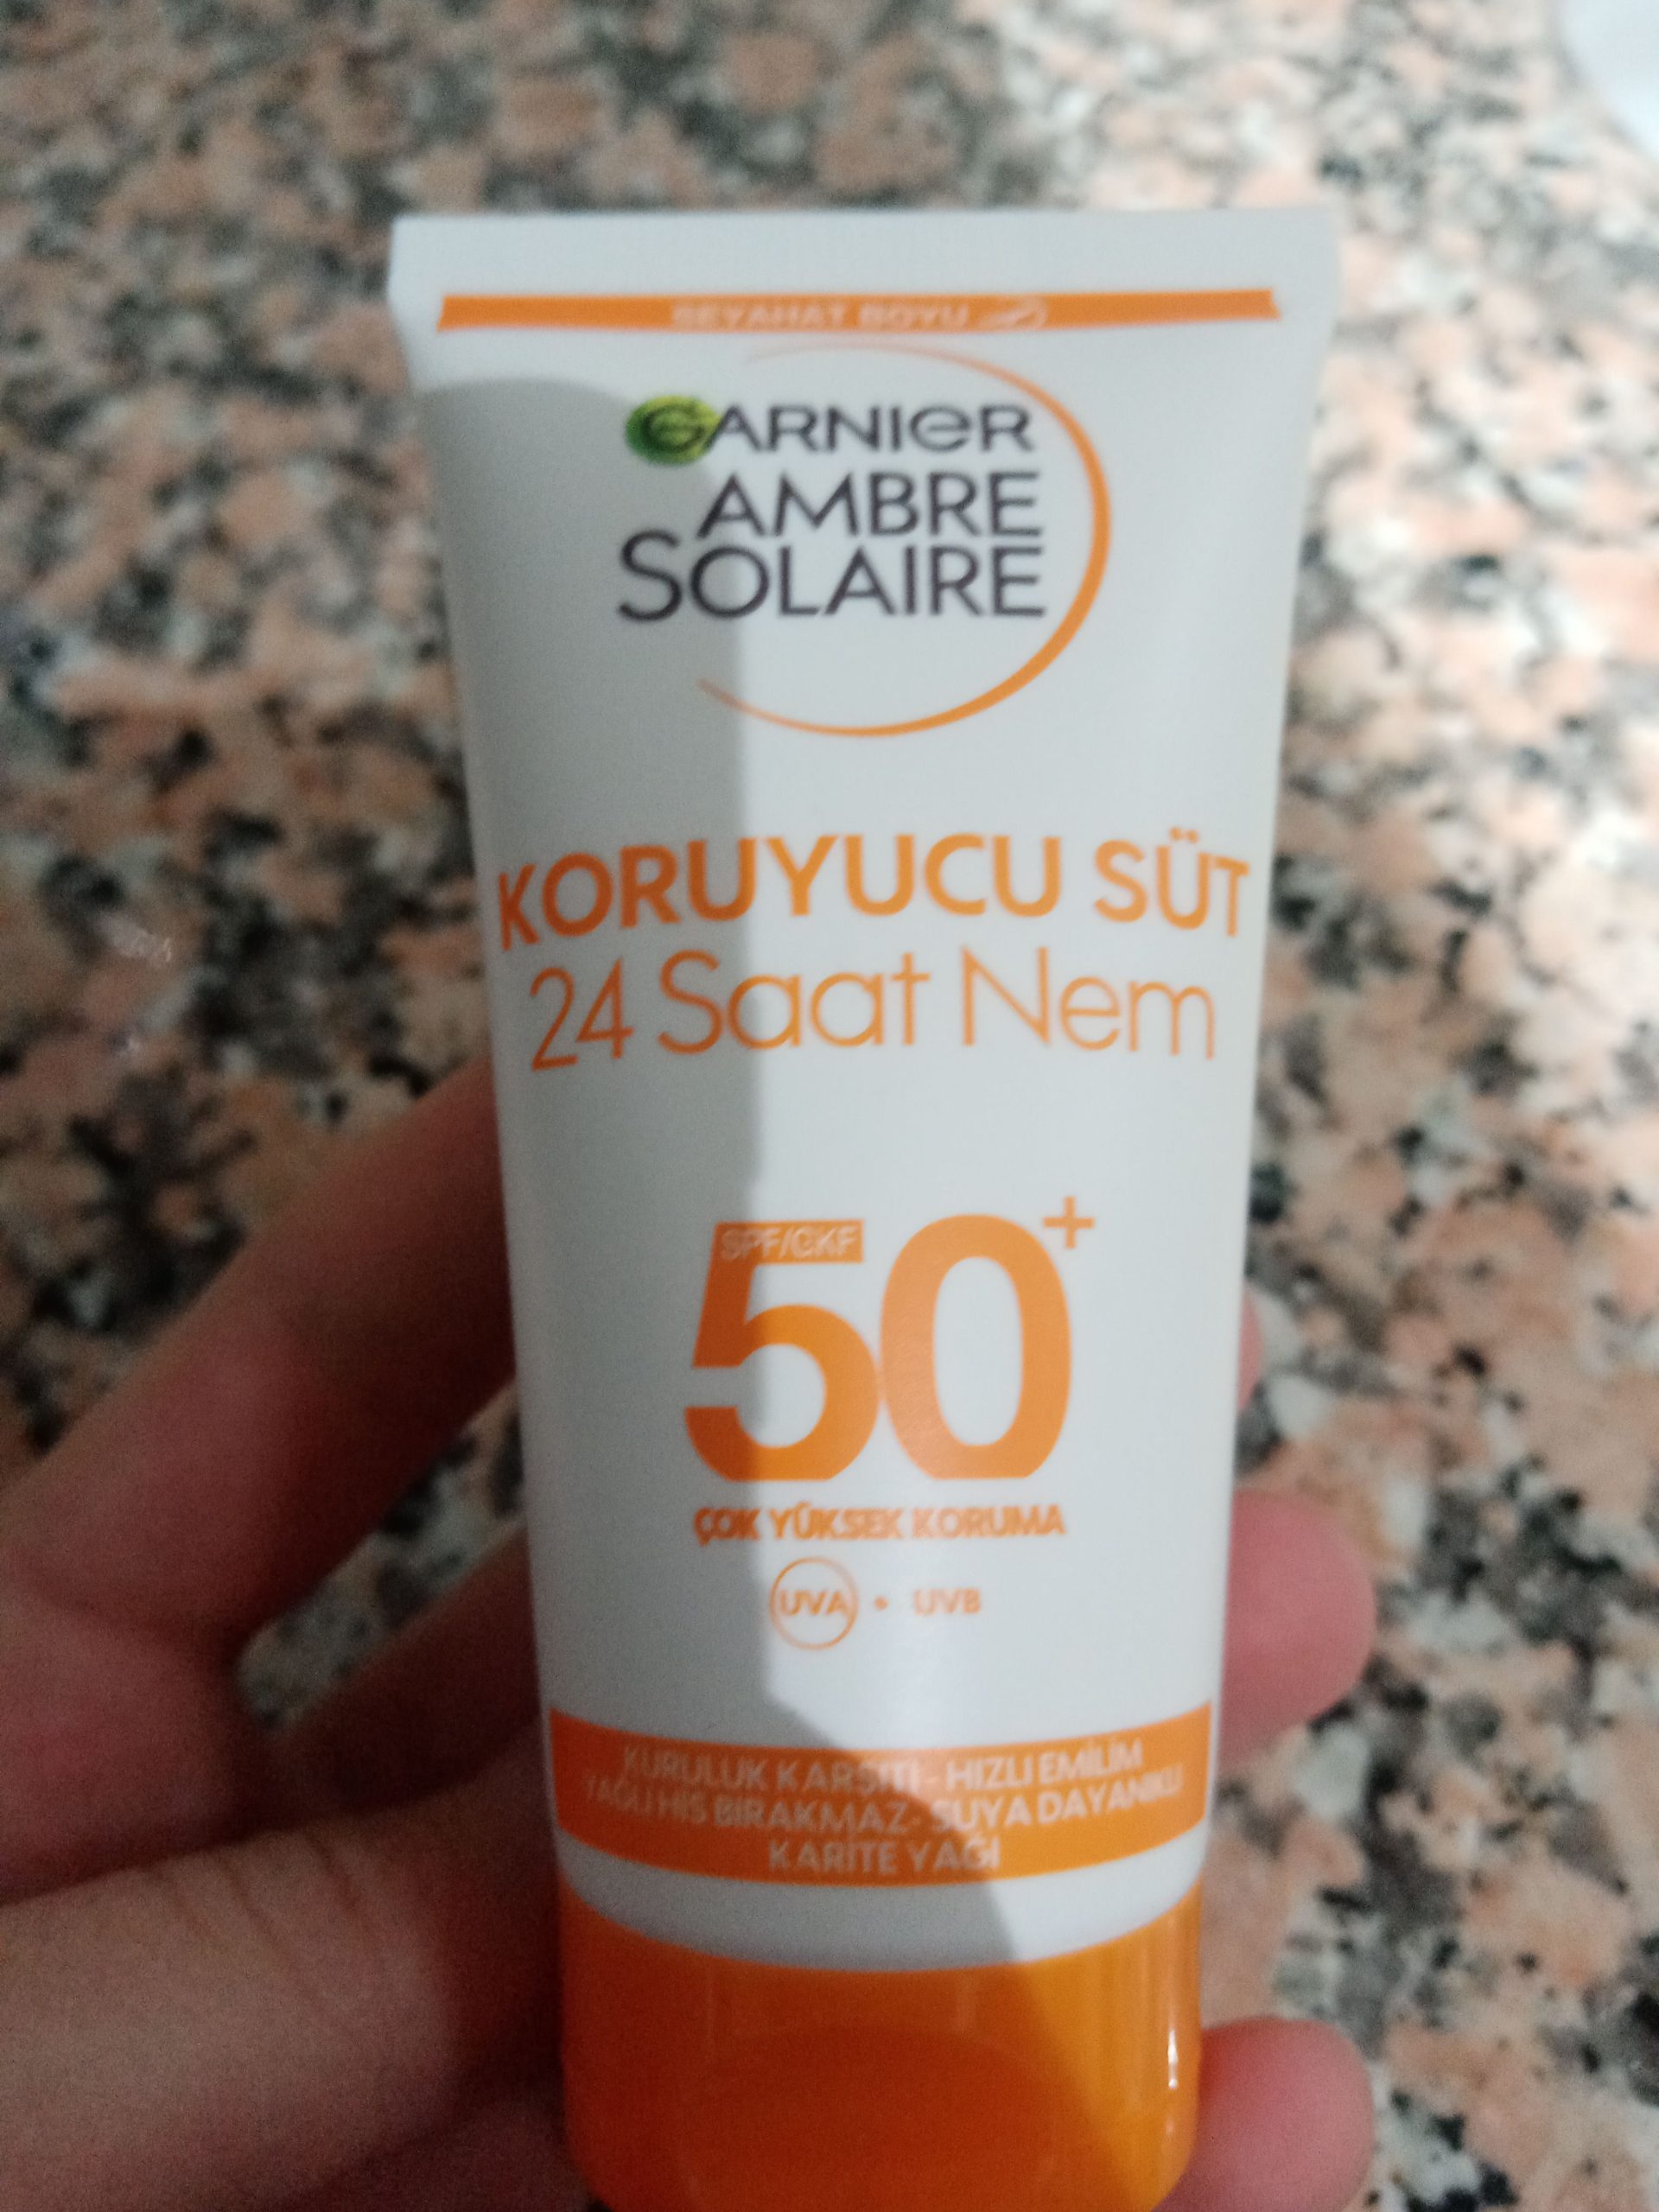 SEYAHAT BOYU
GARNIER
AMBRE
SOLAIRE
KORUYUCU SÜT
24 Saat Nem
SPF/GKF
50+
ÇOK YÜKSEK KORUMA
UVA • UVB
KURULUK KARŞITI - HIZLI EMİLİM
YAĞLI HİS BIRAKMAZ - SUYA DAYANIKLI
KARİTE YAĞI